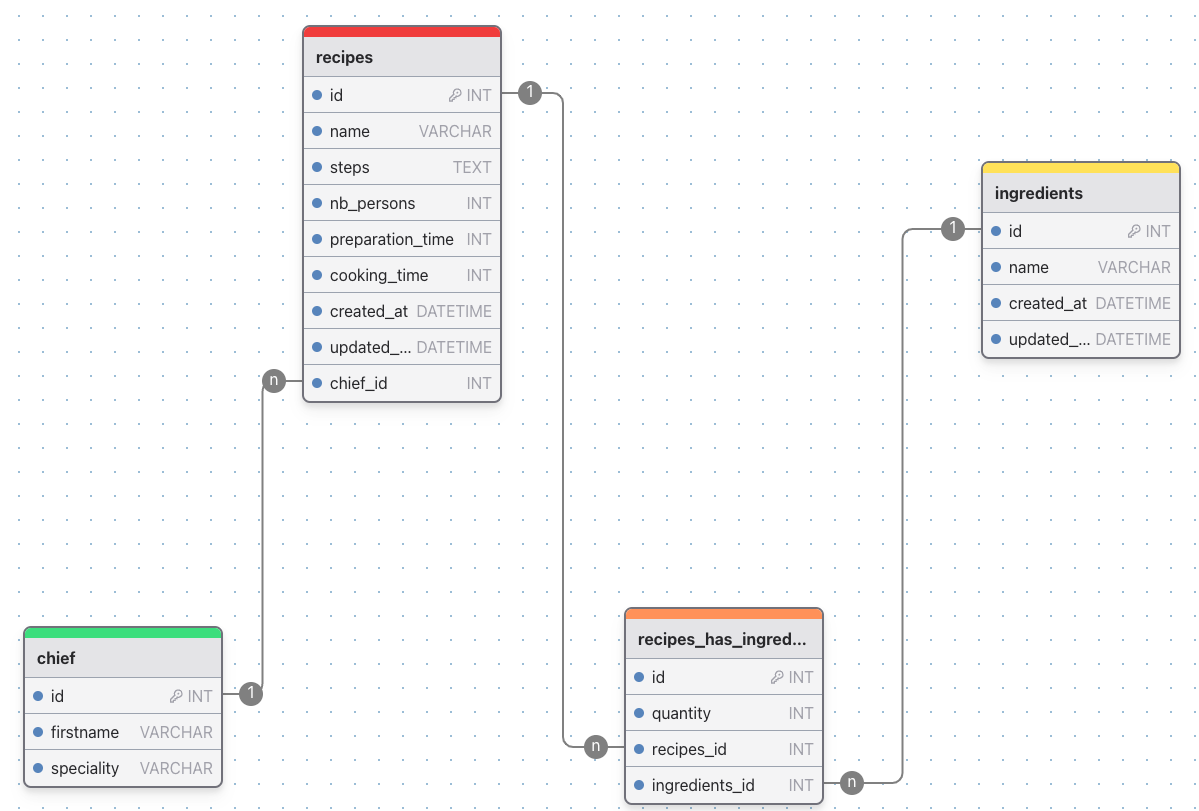 recipes
id INT
name VARCHAR
steps TEXT
nb_persons INT
preparation_time INT
cooking_time INT
created_at DATETIME
updated_... DATETIME
chief_id INT
1
n
ingredients
id INT
name VARCHAR
created_at DATETIME
updated_... DATETIME
1
chief
id INT
firstname VARCHAR
speciality VARCHAR
1
recipes_has_ingred...
id INT
quantity INT
recipes_id INT
ingredients_id INT
n
n